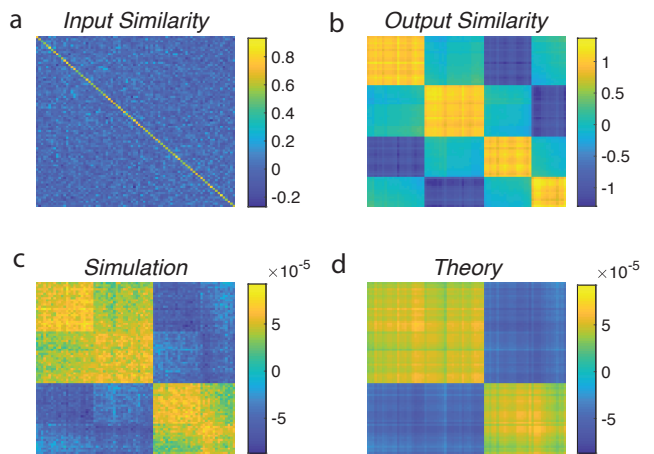 a
Input Similarity
0.8
0.6
0.4
0.2
0
-0.2
b
Output Similarity
1
0.5
0
-0.5
-1
c
Simulation
×10-5
5
0
-5
d
Theory
×10-5
5
0
-5